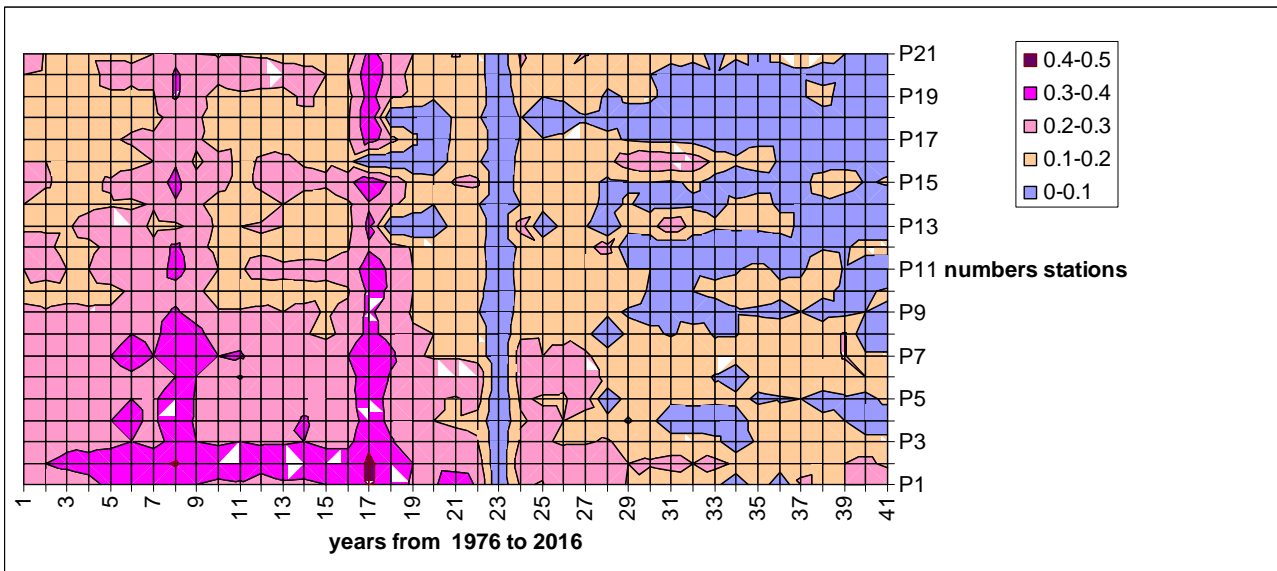 P21
P19
P17
P15
P13
P11 numbers stations
P9
P7
P5
P3
P1
1 3 5 7 9 11 13 15 17 19 21 23 25 27 29 31 33 35 37 39 41
years from 1976 to 2016
0.4-0.5
0.3-0.4
0.2-0.3
0.1-0.2
0-0.1